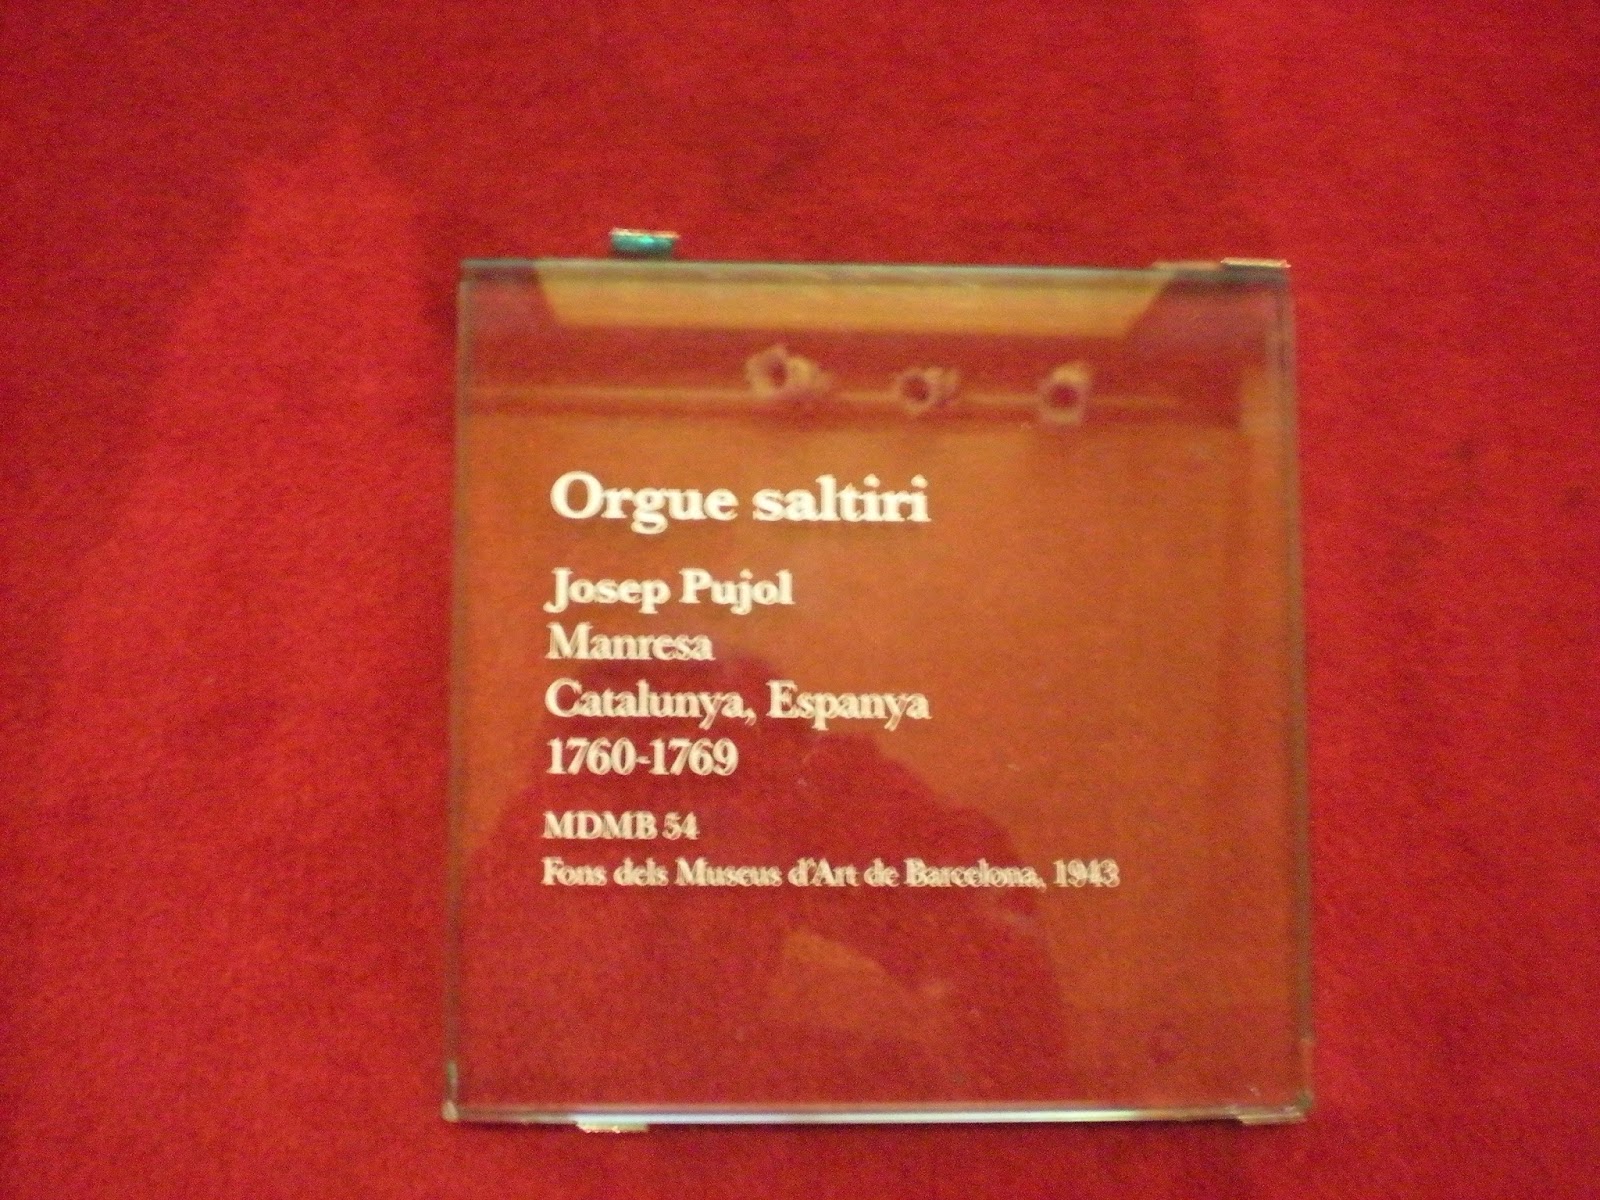 Orgue saltiri
Josep Pujol
Manresa
Catalunya, Espanya
1760-1769
MDMB 54
Fons dels Museus d'Art de Barcelona, 1943